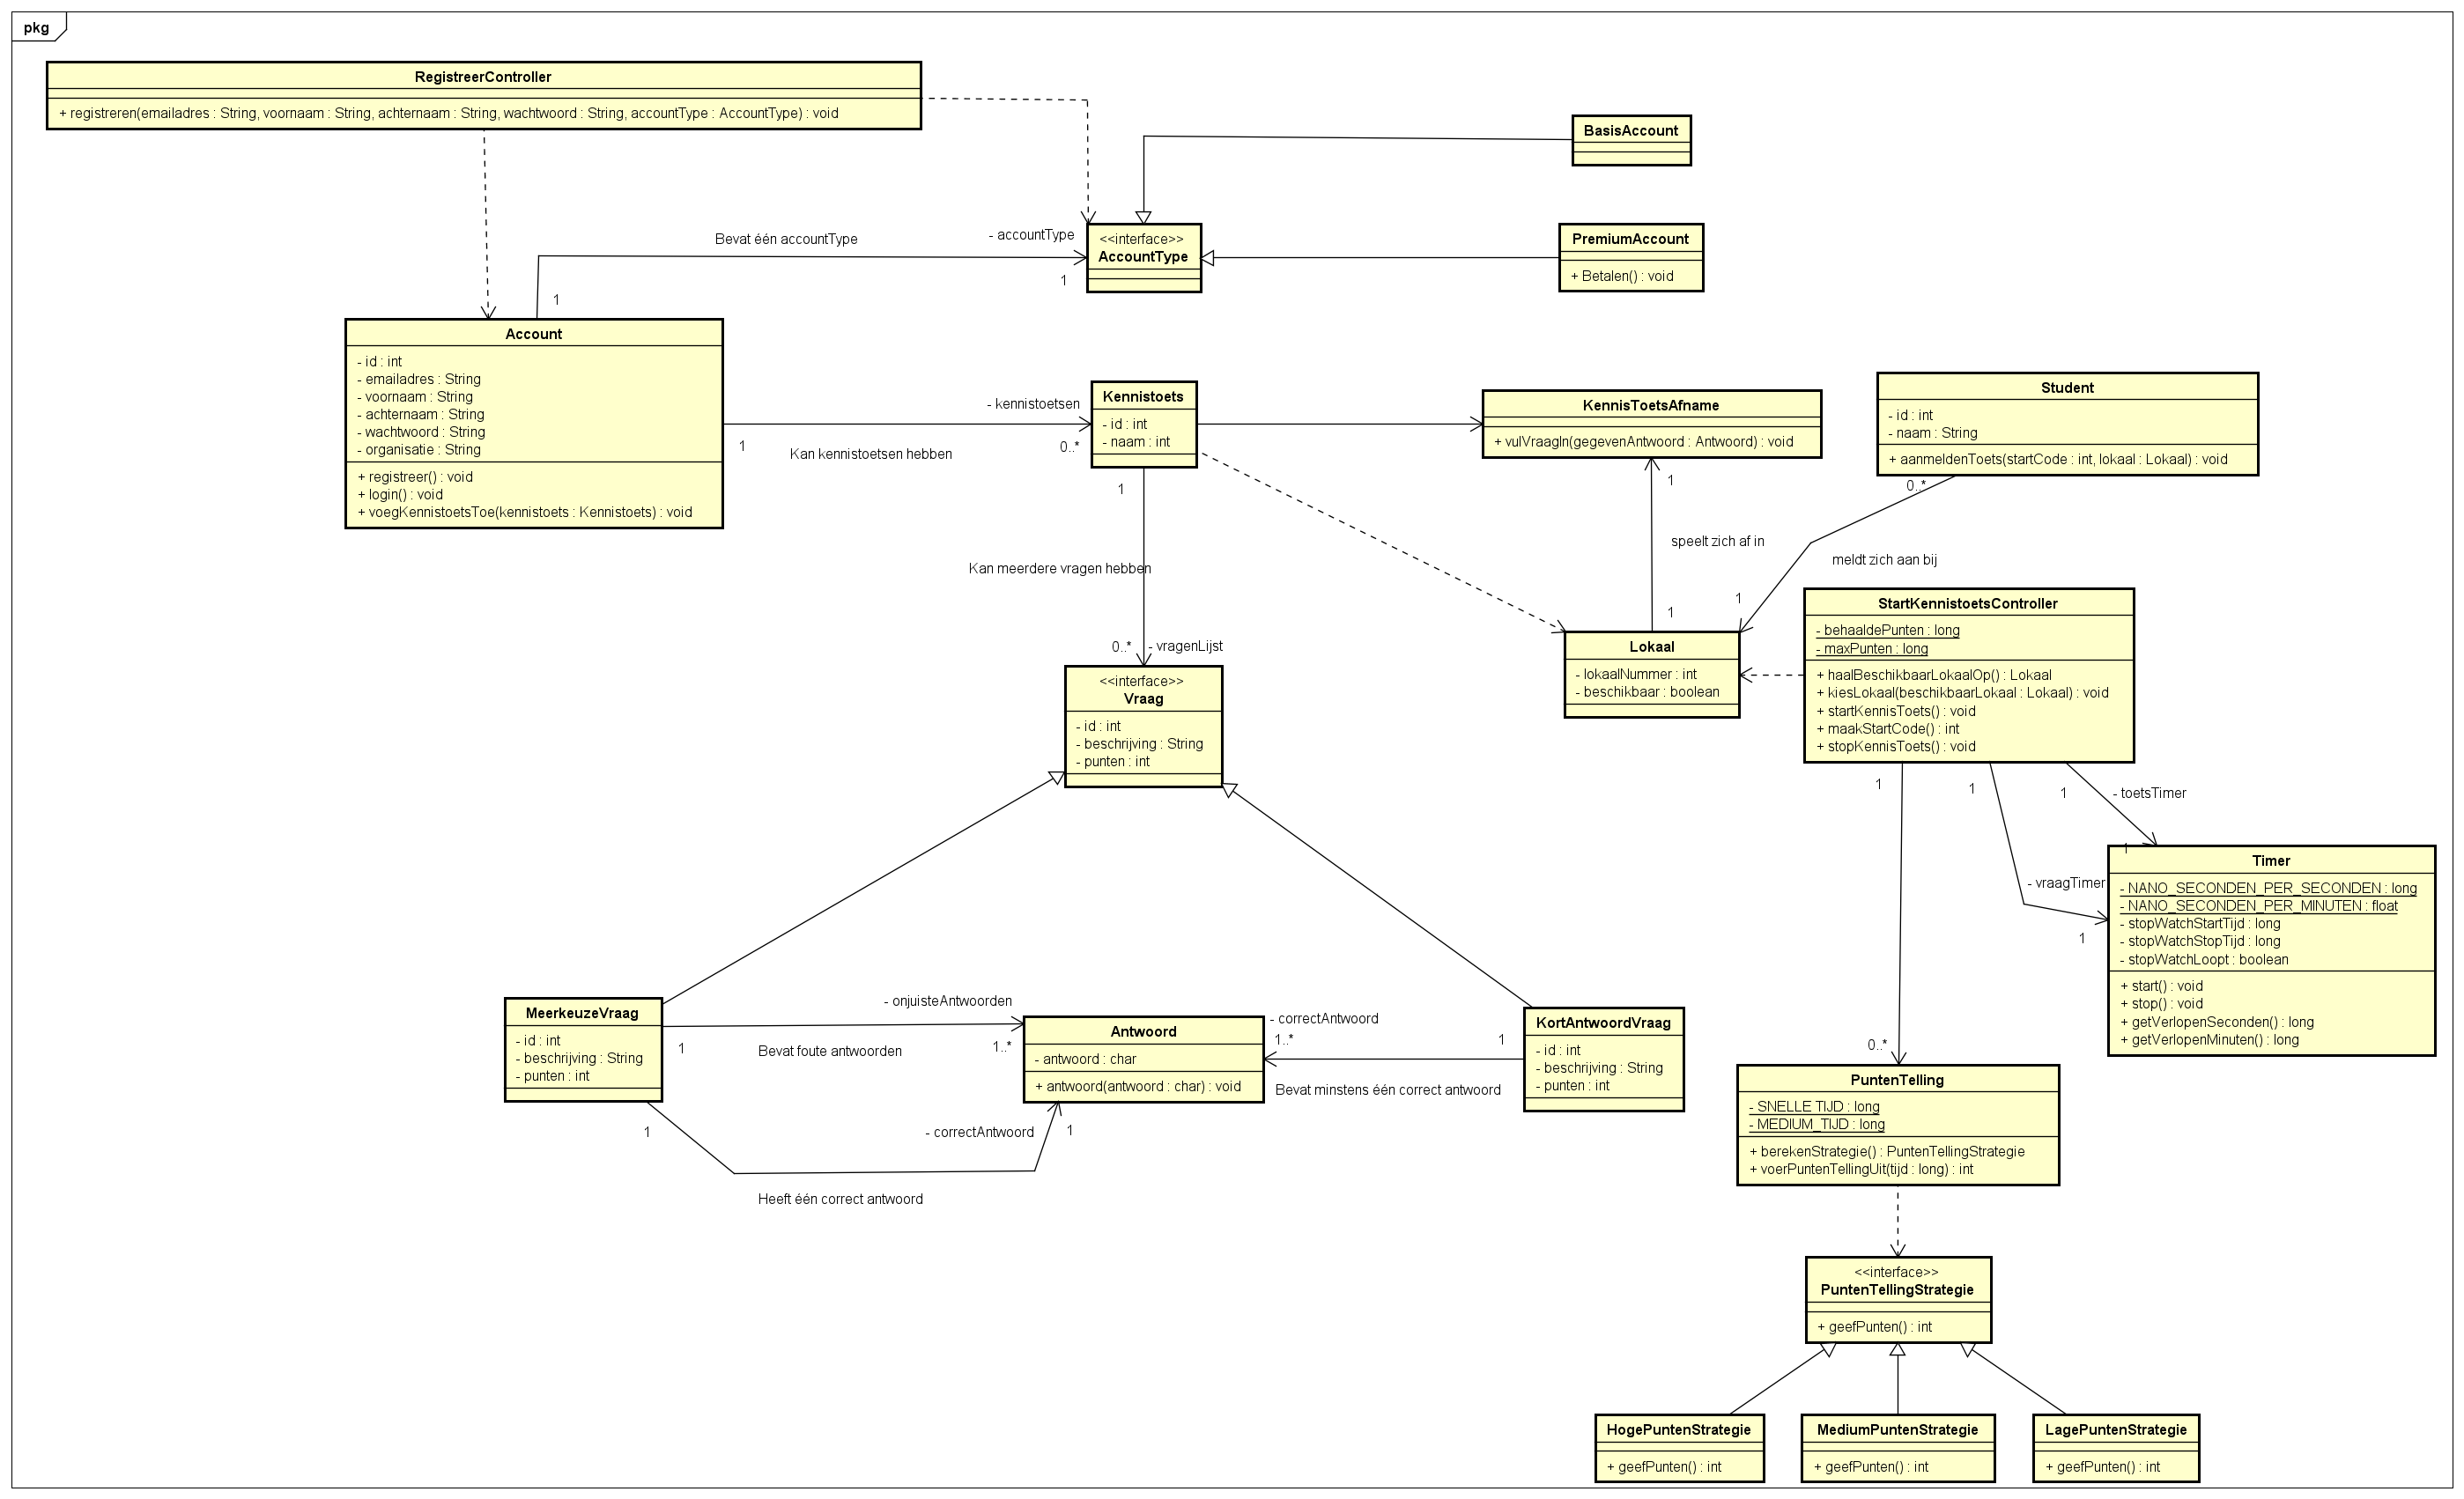 pkg
RegistreerController
+ registreren(emailadres : String, voornaam : String, achternaam : String, wachtwoord : String, accountType : AccountType) : void
BasisAccount
<<interface>>
AccountType
PremiumAccount
+ Betalen() : void
Bevat één accountType
- accountType
1
1
Account
- id : int
- emailadres : String
- voornaam : String
- achternaam : String
- wachtwoord : String
- organisatie : String
+ registreer() : void
+ login() : void
+ voegKennistoetsToe(kennistoets : Kennistoets) : void
- kennistoetsen
1
0..*
Kan kennistoetsen hebben
Kennistoets
- id : int
- naam : int
KennisToetsAfname
+ vulVraagIn(gegevenAntwoord : Antwoord) : void
Student
- id : int
- naam : String
+ aanmeldenToets(startCode : int, lokaal : Lokaal) : void
1
Kan meerdere vragen hebben
0..*
- vragenLijst
1
speelt zich af in
1
0..*
meldt zich aan bij
1
Lokaal
- lokaalNummer : int
- beschikbaar : boolean
StartKennistoetsController
- behaaldePunten : long
- maxPunten : long
+ haalBeschikbaarLokaalOp() : Lokaal
+ kiesLokaal(beschikbaarLokaal : Lokaal) : void
+ startKennisToets() : void
+ maakStartCode() : int
+ stopKennisToets() : void
<<interface>>
Vraag
- id : int
- beschrijving : String
- punten : int
1
1
1
- toetsTimer
1
- vraagTimer
1
Timer
- NANO_SECONDEN_PER_SECONDEN : long
- NANO_SECONDEN_PER_MINUTEN : float
- stopWatchStartTijd : long
- stopWatchStopTijd : long
- stopWatchLoopt : boolean
+ start() : void
+ stop() : void
+ getVerlopenSeconden() : long
+ getVerlopenMinuten() : long
MeerkeuzeVraag
- id : int
- beschrijving : String
- punten : int
- onjuisteAntwoorden
1
1..*
Bevat foute antwoorden
Antwoord
- antwoord : char
+ antwoord(antwoord : char) : void
- correctAntwoord
1..*
1
Bevat minstens één correct antwoord
KortAntwoordVraag
- id : int
- beschrijving : String
- punten : int
1
- correctAntwoord
1
Heeft één correct antwoord
0..*
PuntenTelling
- SNELLE TIJD : long
- MEDIUM_TIJD : long
+ berekenStrategie() : PuntenTellingStrategie
+ voerPuntenTellingUit(tijd : long) : int
<<interface>>
PuntenTellingStrategie
+ geefPunten() : int
HogePuntenStrategie
+ geefPunten() : int
MediumPuntenStrategie
+ geefPunten() : int
LagePuntenStrategie
+ geefPunten() : int